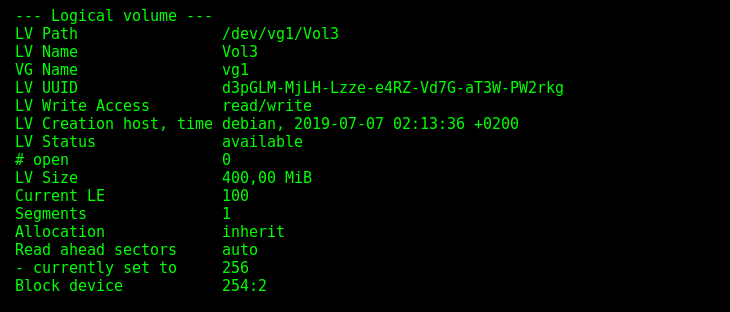 --- Logical volume ---
LV Path                /dev/vg1/Vol3
LV Name                Vol3
VG Name                vg1
LV UUID                d3pGLM-MjLH-Lzze-e4RZ-Vd7G-aT3W-PW2rkg
LV Write Access        read/write
LV Creation host, time debian, 2019-07-07 02:13:36 +0200
LV Status              available
# open                 0
LV Size                400,00 MiB
Current LE             100
Segments               1
Allocation             inherit
Read ahead sectors     auto
- currently set to     256
Block device           254:2